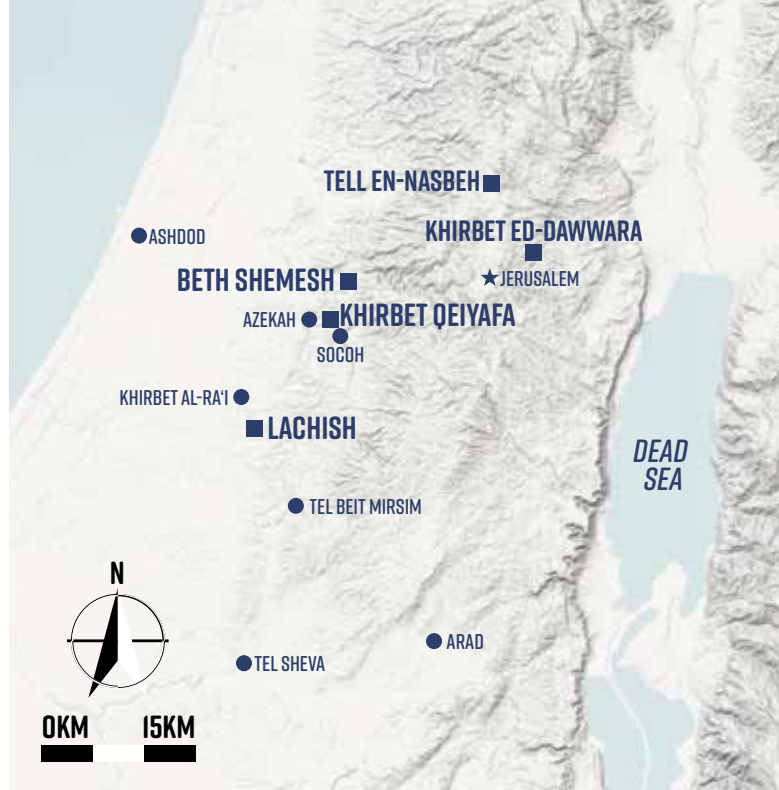 TELL EN-NASBEH
KHIRBET ED-DAWWARA
ASHDOD
BETH SHEMESH
JERUSALEM
AZEKAH
KHIRBET QEIYAFA
SOCOH
KHIRBET AL-RA‘I
LACHISH
DEAD
SEA
TEL BEIT MIRSIM
N
ARAD
TEL SHEVA
0KM 15KM